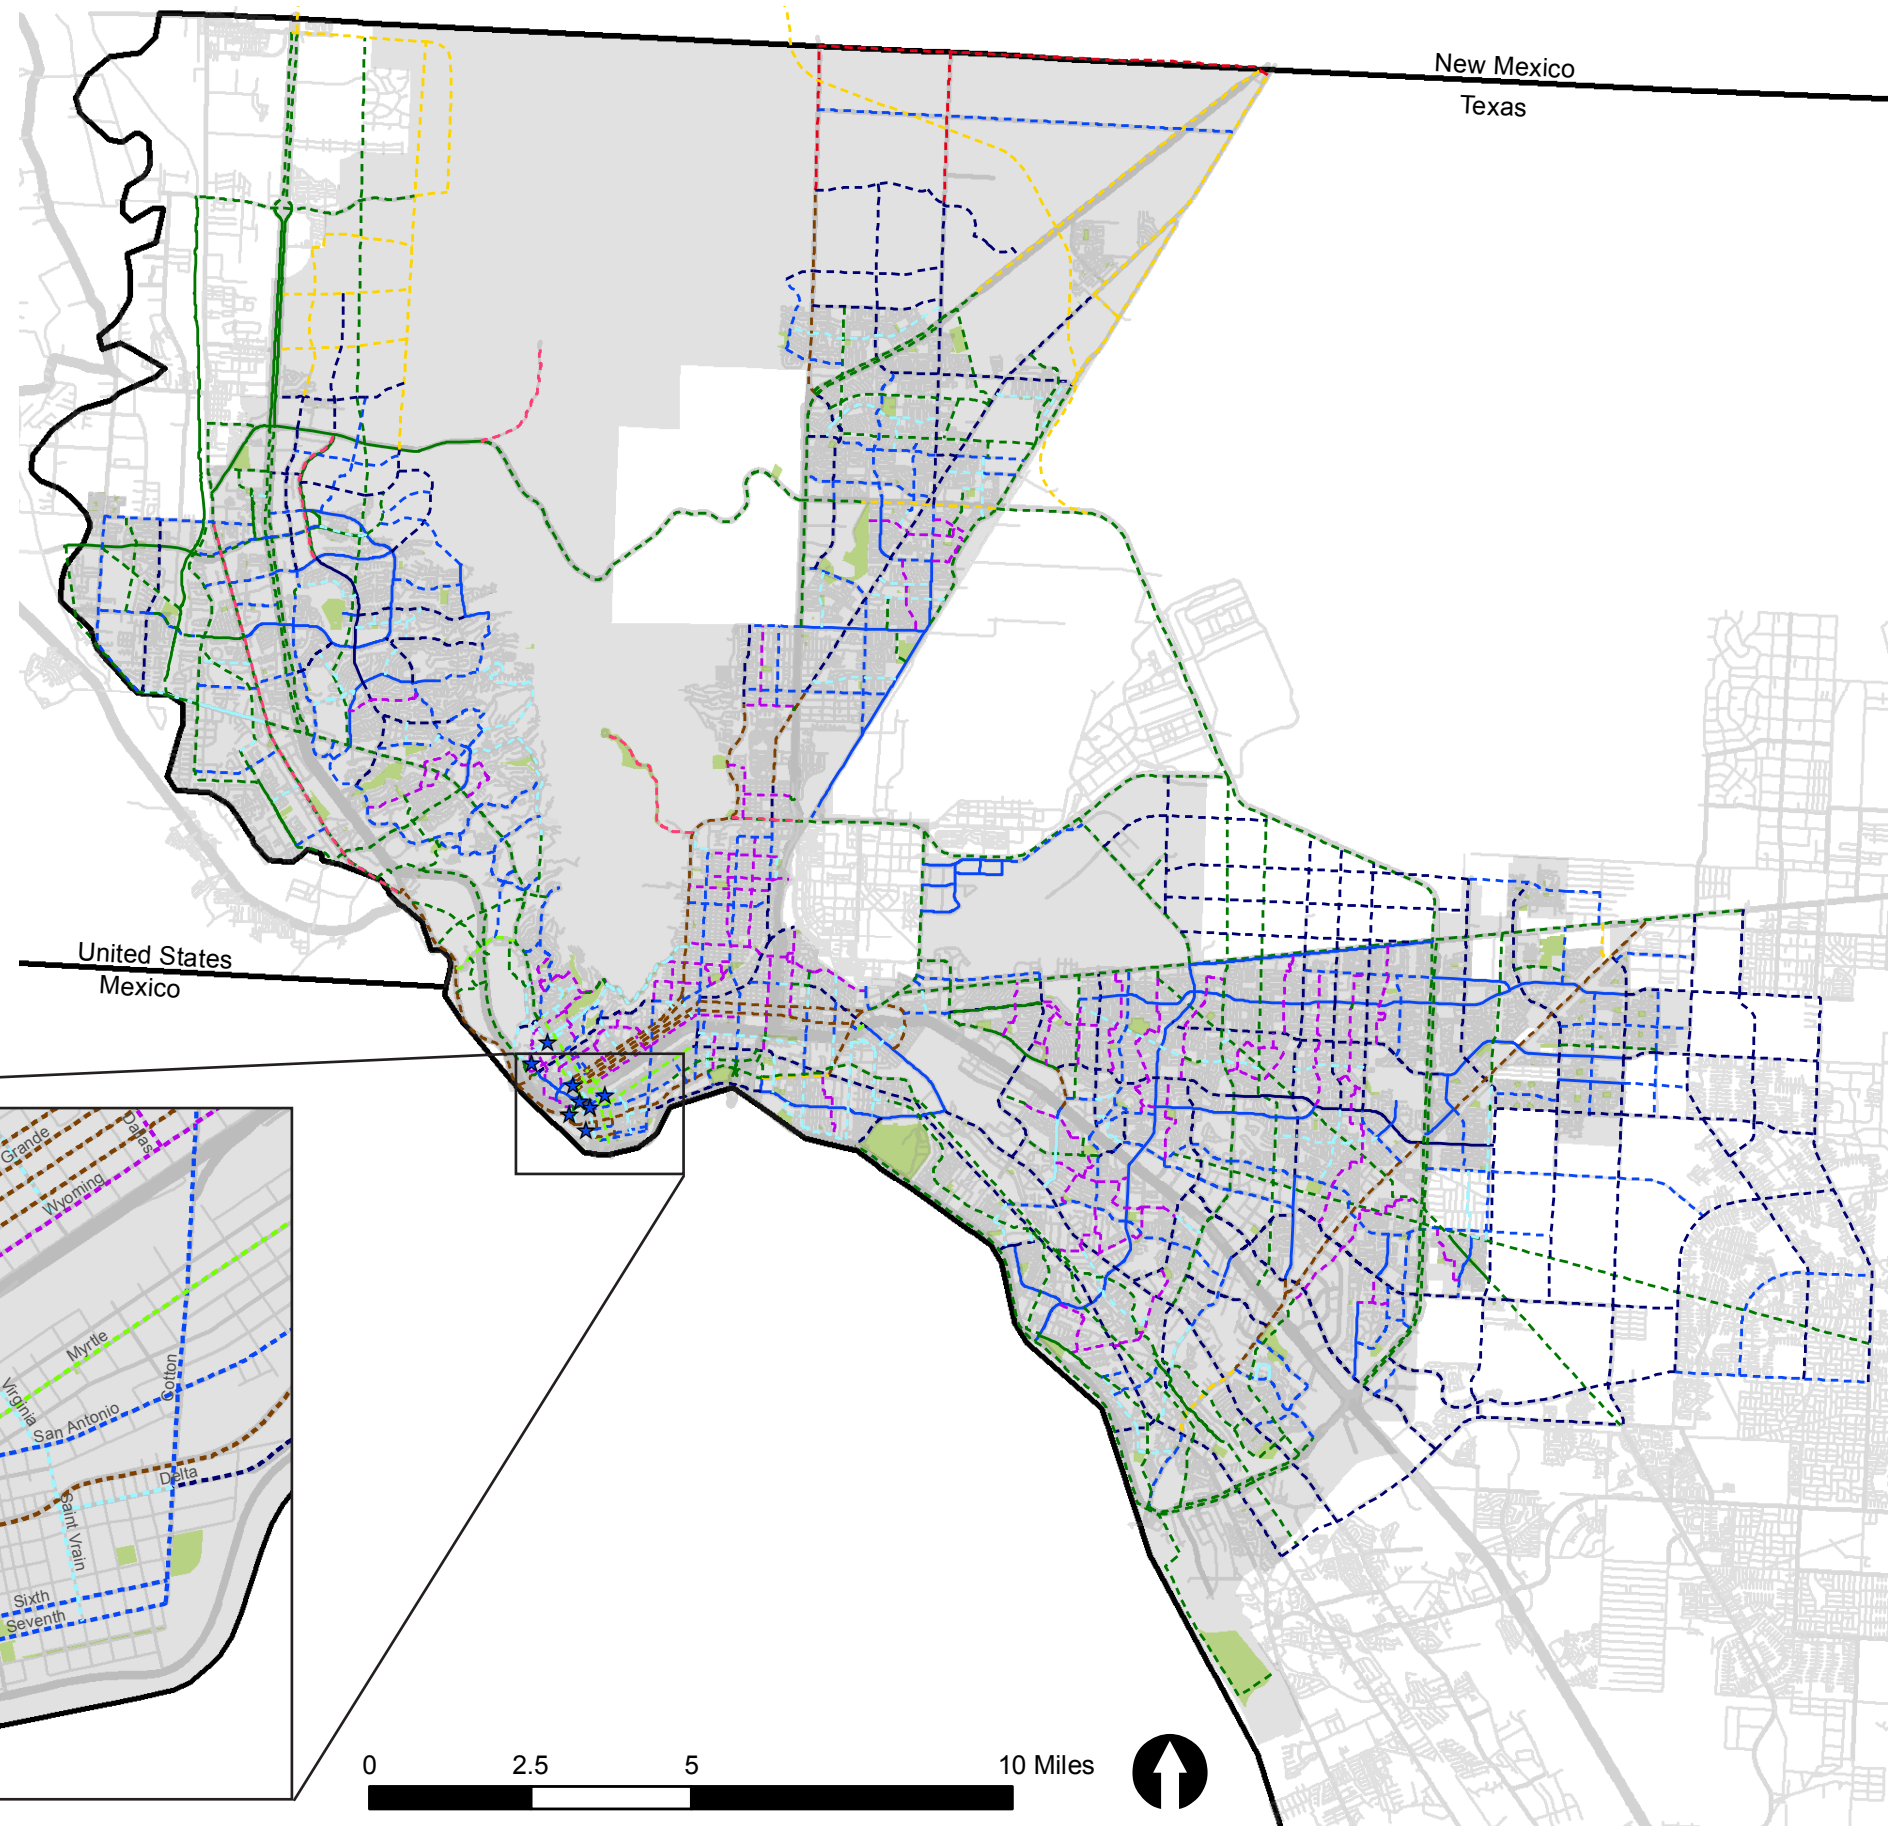 New Mexico
Texas
United States
Mexico
Grande
Dallas
Wyoming
Myrtle
Virginia
San Antonio
Cotton
Delta
Saint Vrain
Sixth
Seventh
0 2.5 5 10 Miles